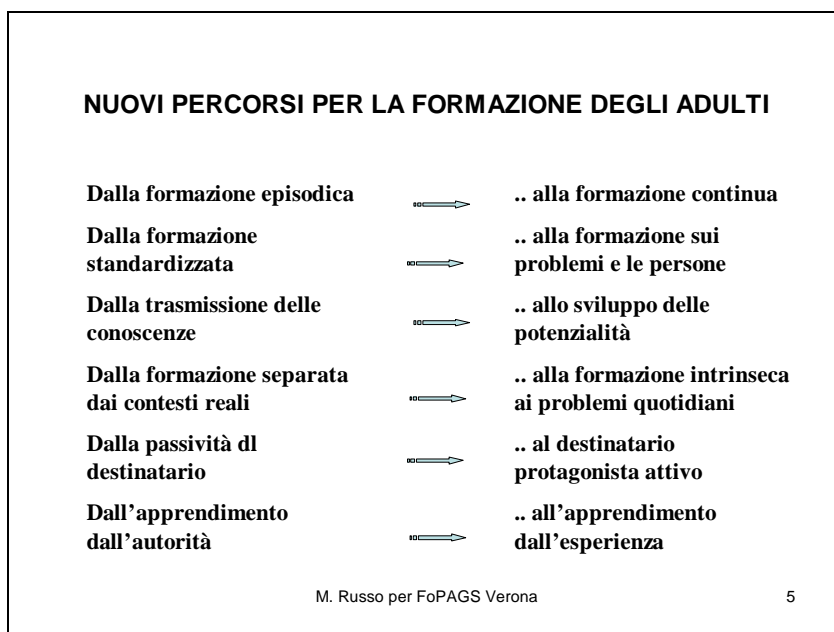 NUOVI PERCORSI PER LA FORMAZIONE DEGLI ADULTI
Dalla formazione episodica .. alla formazione continua
Dalla formazione .. alla formazione sui
standardizzata problemi e le persone
Dalla trasmissione delle .. allo sviluppo delle
conoscenze potenzialità
Dalla formazione separata .. alla formazione intrinseca
dai contesti reali ai problemi quotidiani
Dalla passività dl .. al destinatario
destinatario protagonista attivo
Dall’apprendimento .. all’apprendimento
dall’autorità dall’esperienza
M. Russo per FoPAGS Verona 5